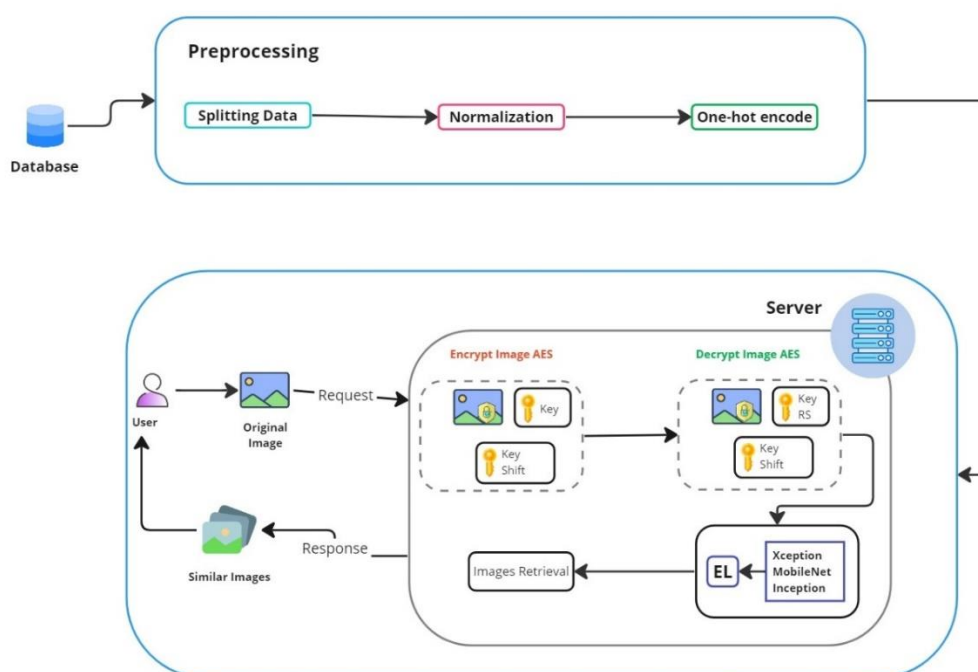 Preprocessing
Splitting Data
Normalization
One-hot encode
Database
Server
Encrypt Image AES
Decrypt Image AES
Key
Key
RS
Key
Shift
Key
Shift
User
Original
Image
Request
Similar Images
Response
Images Retrieval
EL
Xception
MobileNet
Inception